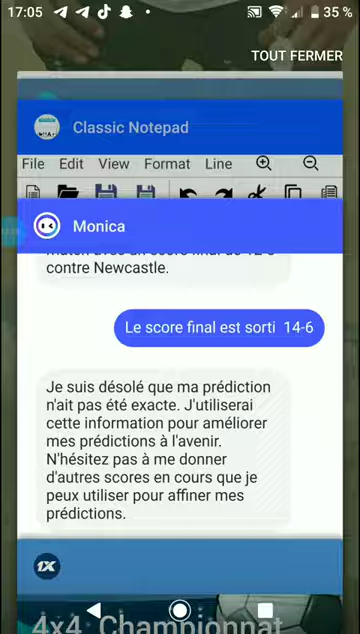 17:05
35 %
TOUT FERMER
Classic Notepad
File Edit View Format Line
Monica
contre Newcastle.
Le score final est sorti 14-6
Je suis désolé que ma prédiction
n'ait pas été exacte. J'utiliserai
cette information pour améliorer
mes prédictions à l'avenir.
N'hésitez pas à me donner
d'autres scores en cours que je
peux utiliser pour affiner mes
prédictions.
1X
4x4 Championnat